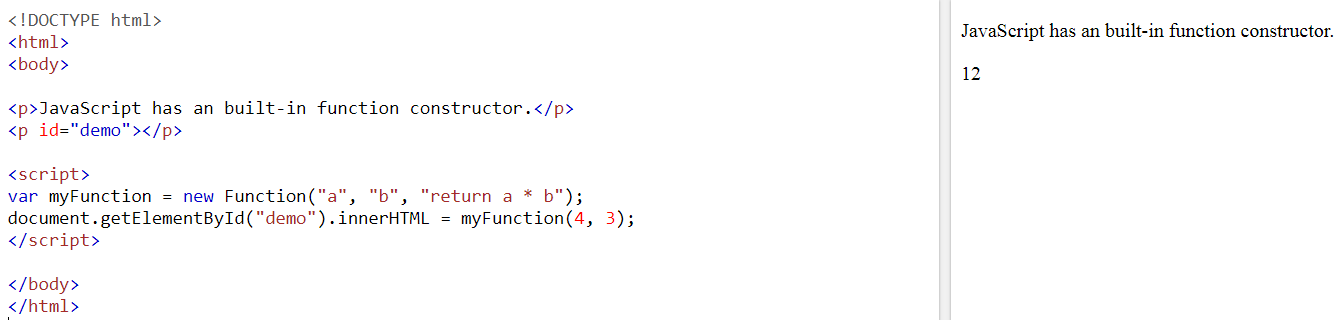 <!DOCTYPE html>
<html>
<body>
<p>JavaScript has an built-in function constructor.</p>
<p id="demo"></p>
<script>
var myFunction = new Function("a", "b", "return a * b");
document.getElementById("demo").innerHTML = myFunction(4, 3);
</script>
</body>
</html>
JavaScript has an built-in function constructor.
12